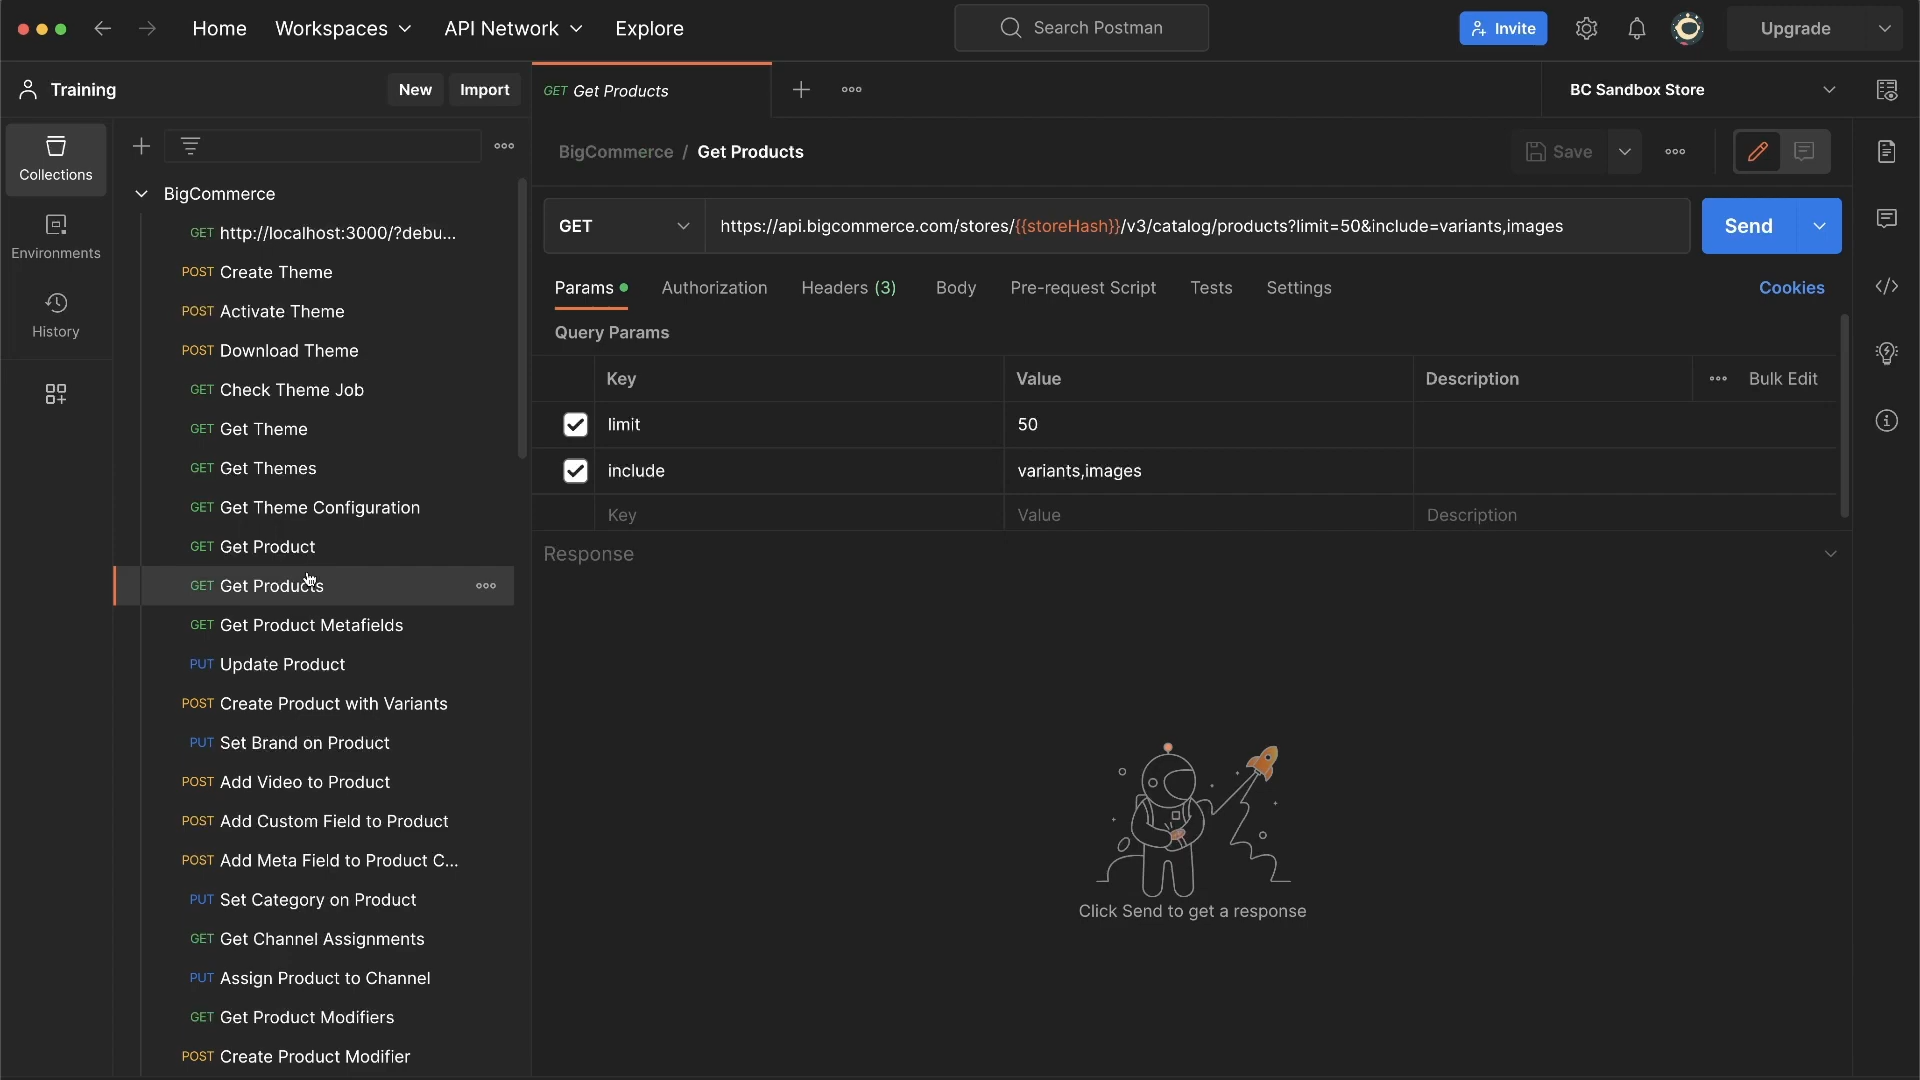 Home Workspaces API Network Explore Search Postman Invite Upgrade
Training New Import GET Get Products BC Sandbox Store
Collections
Environments
History
BigCommerce
GET http://localhost:3000/?debu...
POST Create Theme
POST Activate Theme
POST Download Theme
GET Check Theme Job
GET Get Theme
GET Get Themes
GET Get Theme Configuration
GET Get Product
GET Get Products
GET Get Product Metafields
PUT Update Product
POST Create Product with Variants
PUT Set Brand on Product
POST Add Video to Product
POST Add Custom Field to Product
POST Add Meta Field to Product C...
PUT Set Category on Product
GET Get Channel Assignments
PUT Assign Product to Channel
GET Get Product Modifiers
POST Create Product Modifier
BigCommerce / Get Products Save
GET https://api.bigcommerce.com/stores/{{storeHash}}/v3/catalog/products?limit=50&include=variants,images Send
Params Authorization Headers (3) Body Pre-request Script Tests Settings Cookies
Query Params
Key Value Description Bulk Edit
limit 50
include variants,images
Key Value Description
Response
Click Send to get a response